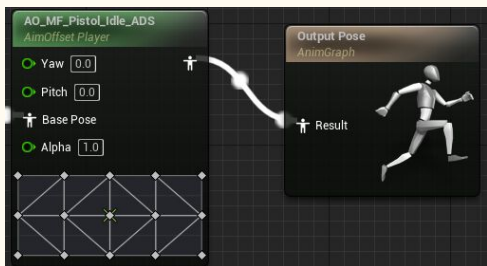 AO_MF_Pistol_Idle_ADS
AimOffset Player
Yaw 0.0
Pitch 0.0
Base Pose
Alpha 1.0
Output Pose
AnimGraph
Result